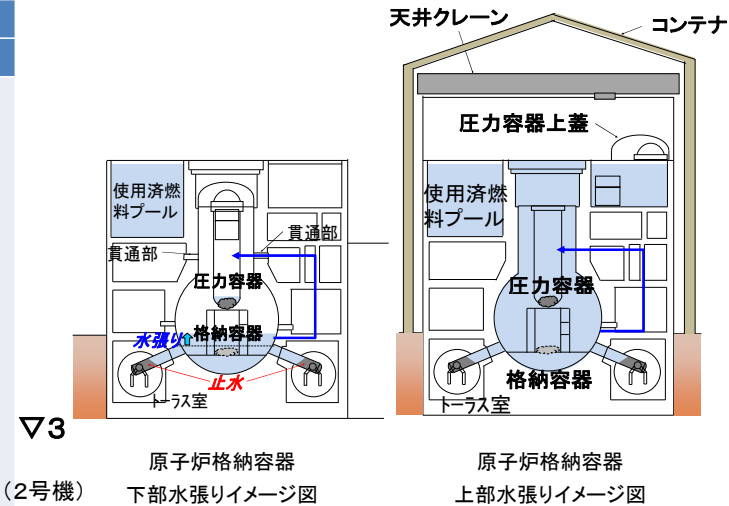 天井クレーン
コンテナ
圧力容器上蓋
使用済燃
料プール
貫通部
貫通部
圧力容器
水張り
格納容器
止水
トーラス室
使用済燃
料プール
圧力容器
格納容器
トーラス室
▽3
(2号機)
原子炉格納容器
下部水張りイメージ図
原子炉格納容器
上部水張りイメージ図